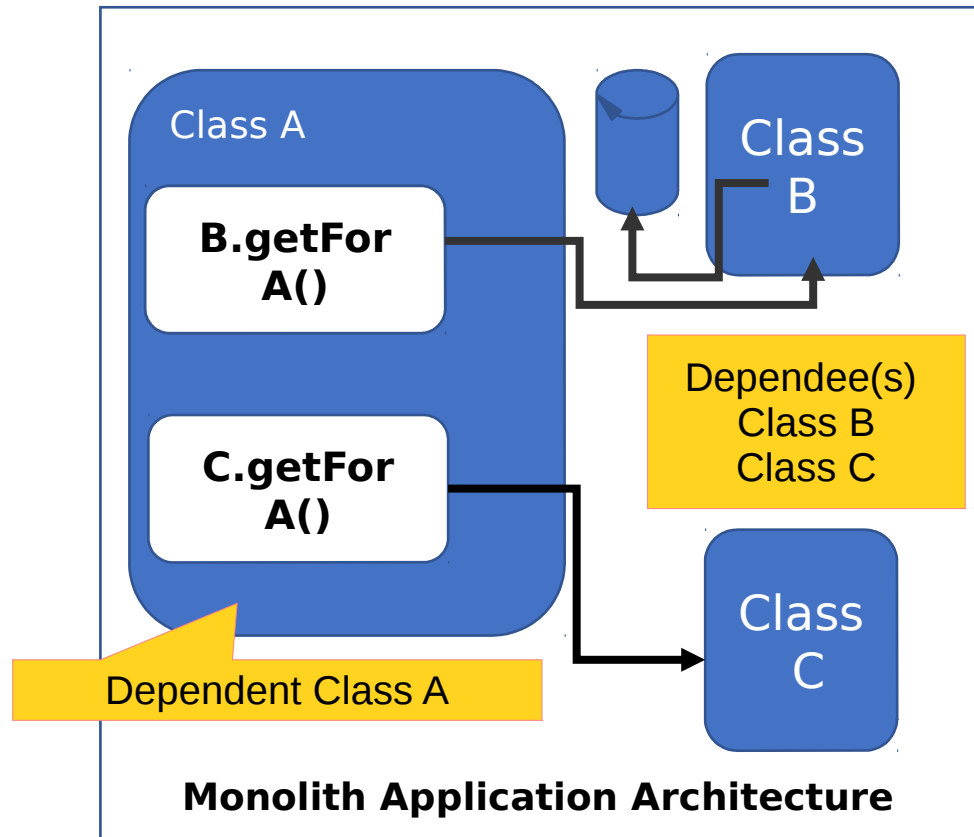 Class A
B.getFor
A()
C.getFor
A()
Class
B
Dependee(s)
Class B
Class C
Class
C
Dependent Class A
Monolith Application Architecture